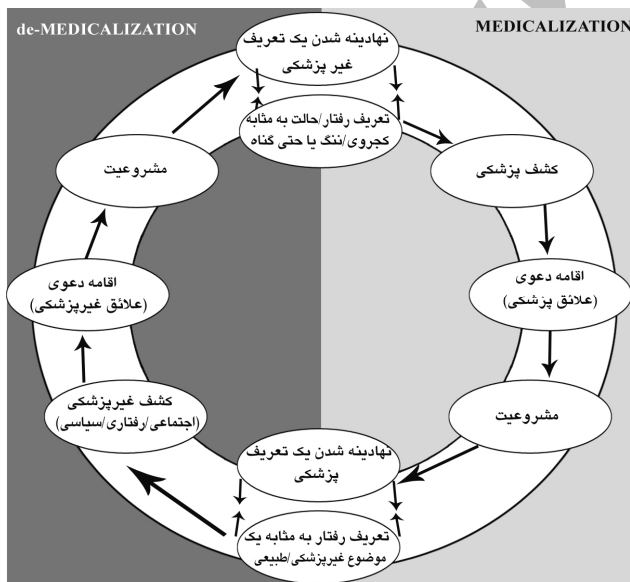 de-MEDICALIZATION
MEDICALIZATION
نهادینه شدن یک تعریف
غیر پزشکی
تعریف رفتار/حالت به مثابه
کجروی/ننگ یا حتی گناه
کشف پزشکی
اقامه دعوی
(علائق پزشکی)
مشروعیت
نهادینه شدن یک تعریف
پزشکی
تعریف رفتار به مثابه یک
موضوع غیرپزشکی/طبیعی
کشف غیرپزشکی
(اجتماعی/رفتاری/سیاسی)
اقامه دعوی
(علائق غیرپزشکی)
مشروعیت